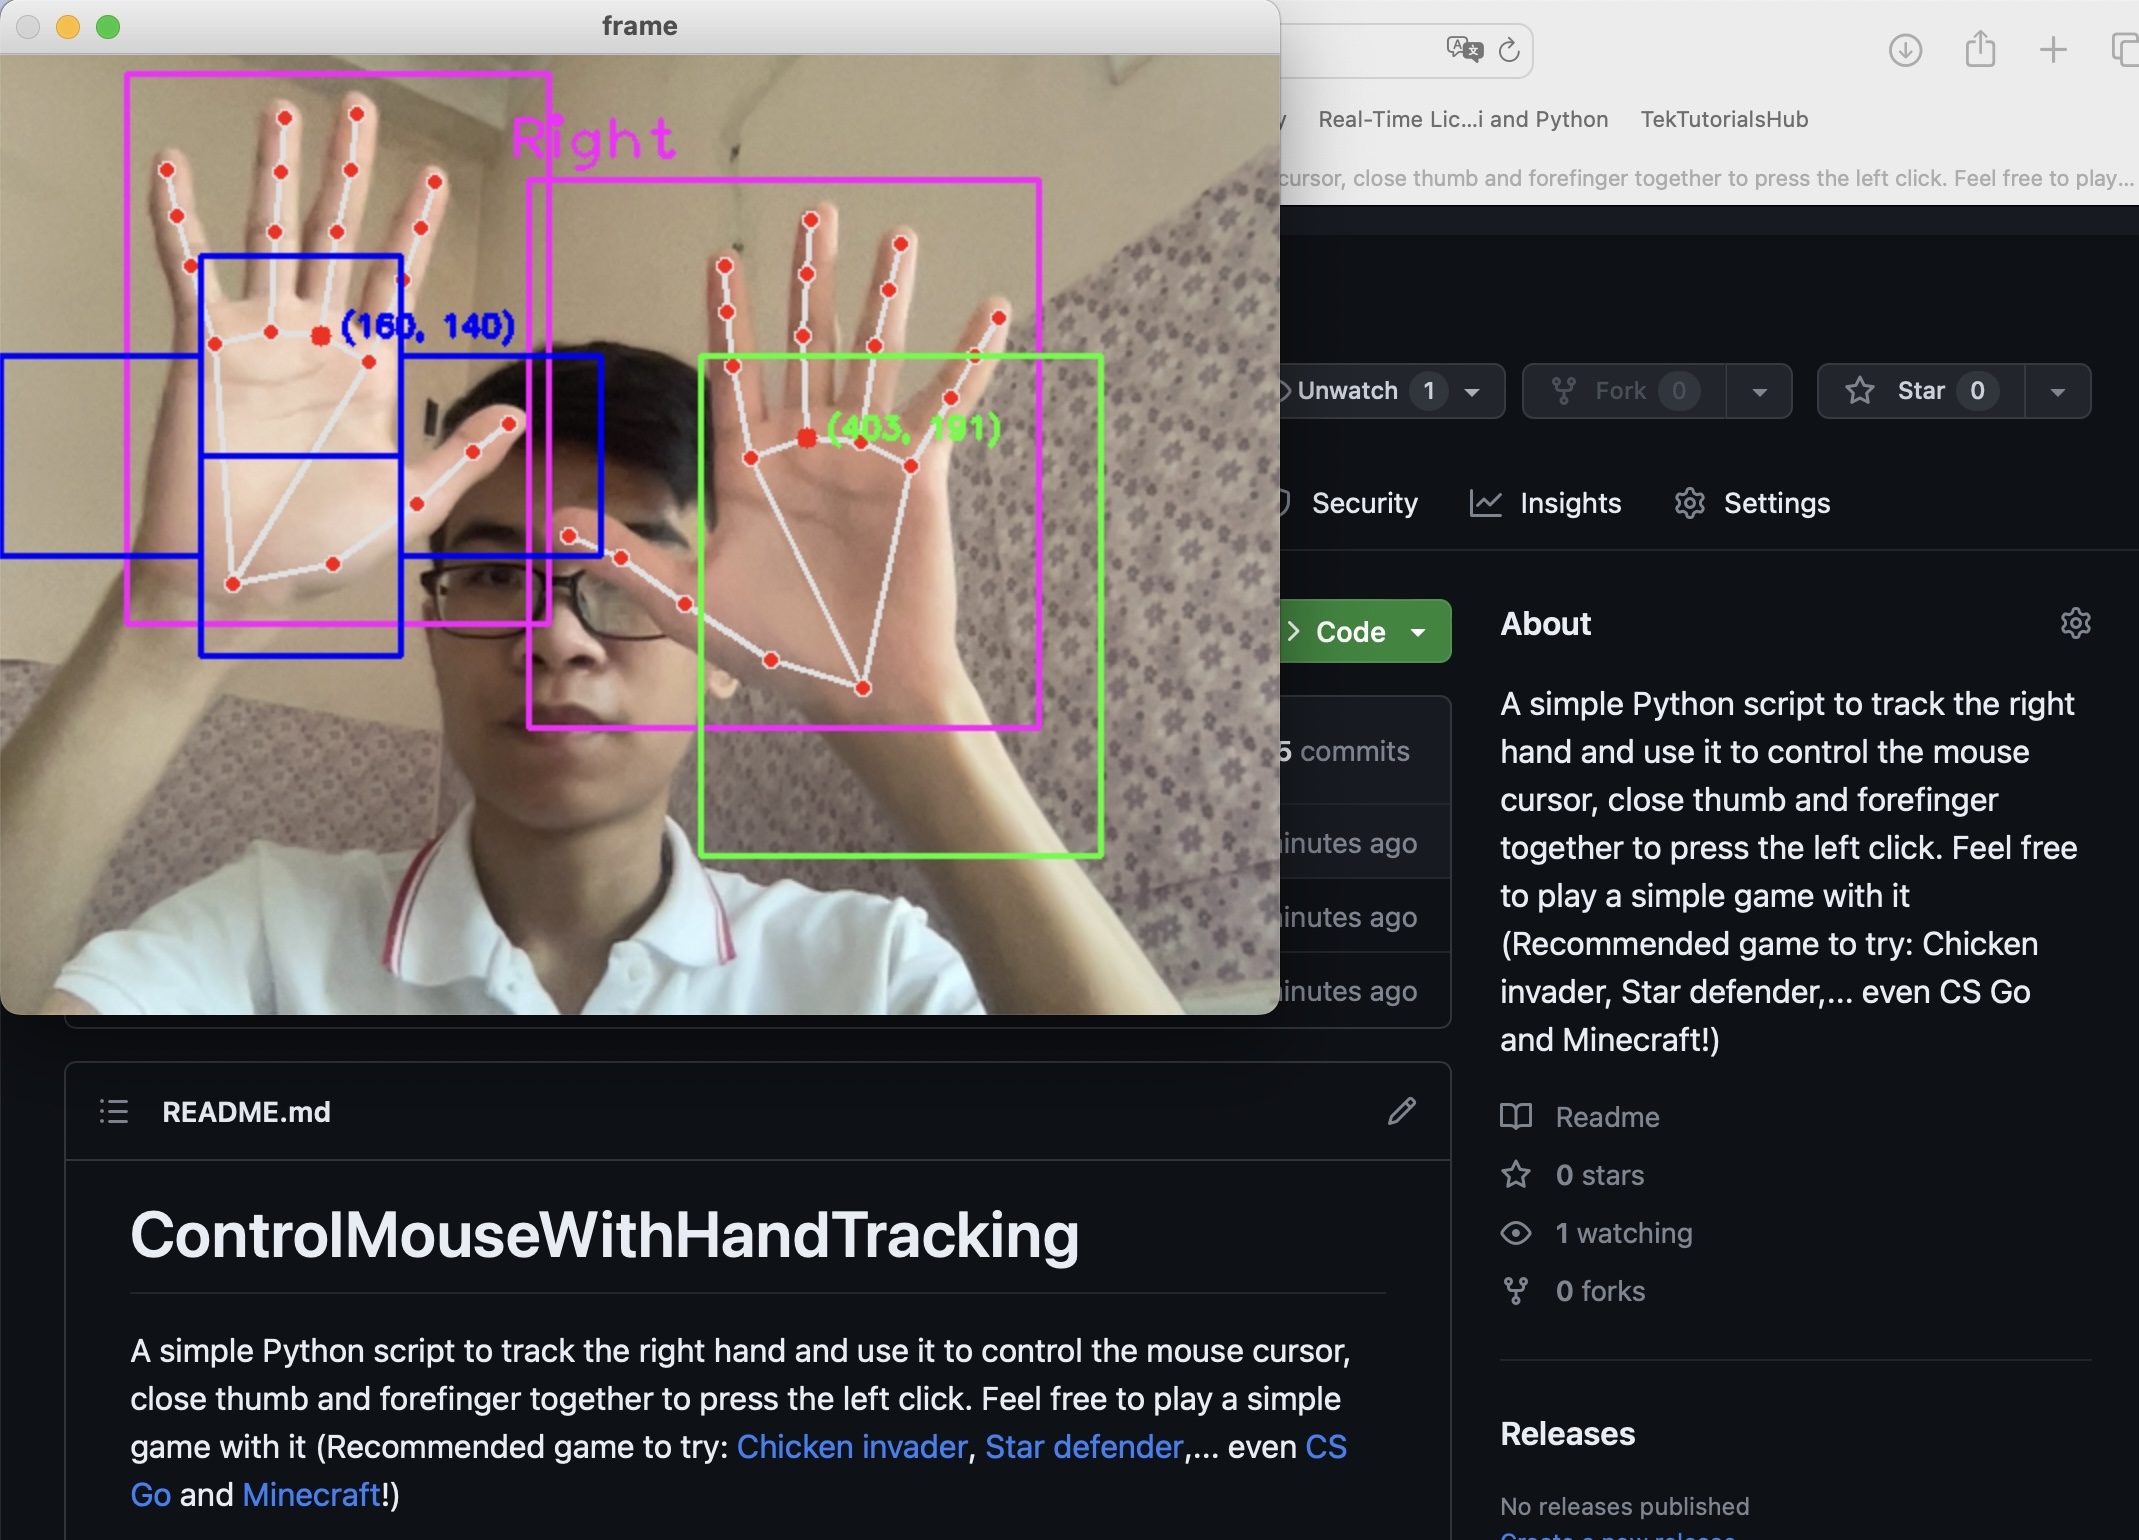 frame
Right
(160, 140)
(403, 191)
Real-Time Lic...i and Python
TekTutorialsHub
cursor, close thumb and forefinger together to press the left click. Feel free to play...
Unwatch 1
Fork 0
Star 0
Security
Insights
Settings
Code
5 commits
minutes ago
minutes ago
minutes ago
About
A simple Python script to track the right
hand and use it to control the mouse
cursor, close thumb and forefinger
together to press the left click. Feel free
to play a simple game with it
(Recommended game to try: Chicken
invader, Star defender,... even CS Go
and Minecraft!)
Readme
0 stars
1 watching
0 forks
Releases
No releases published
Create a new release
README.md
ControlMouseWithHandTracking
A simple Python script to track the right hand and use it to control the mouse cursor,
close thumb and forefinger together to press the left click. Feel free to play a simple
game with it (Recommended game to try: Chicken invader, Star defender,... even CS
Go and Minecraft!)